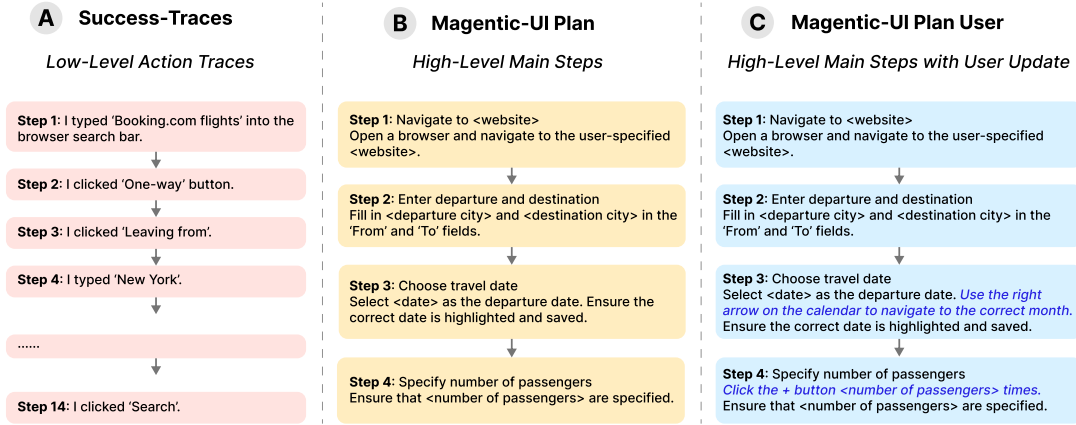 A Success-Traces
Low-Level Action Traces
Step 1: I typed ‘Booking.com flights’ into the
browser search bar.
Step 2: I clicked ‘One-way’ button.
Step 3: I clicked ‘Leaving from’.
Step 4: I typed ‘New York’.
......
Step 14: I clicked ‘Search’.
B Magentic-UI Plan
High-Level Main Steps
Step 1: Navigate to <website>
Open a browser and navigate to the user-specified
<website>.
Step 2: Enter departure and destination
Fill in <departure city> and <destination city> in the
‘From’ and ‘To’ fields.
Step 3: Choose travel date
Select <date> as the departure date. Ensure the
correct date is highlighted and saved.
Step 4: Specify number of passengers
Ensure that <number of passengers> are specified.
C Magentic-UI Plan User
High-Level Main Steps with User Update
Step 1: Navigate to <website>
Open a browser and navigate to the user-specified
<website>.
Step 2: Enter departure and destination
Fill in <departure city> and <destination city> in the
‘From’ and ‘To’ fields.
Step 3: Choose travel date
Select <date> as the departure date. Use the right
arrow on the calendar to navigate to the correct month.
Ensure the correct date is highlighted and saved.
Step 4: Specify number of passengers
Click the + button <number of passengers> times.
Ensure that <number of passengers> are specified.